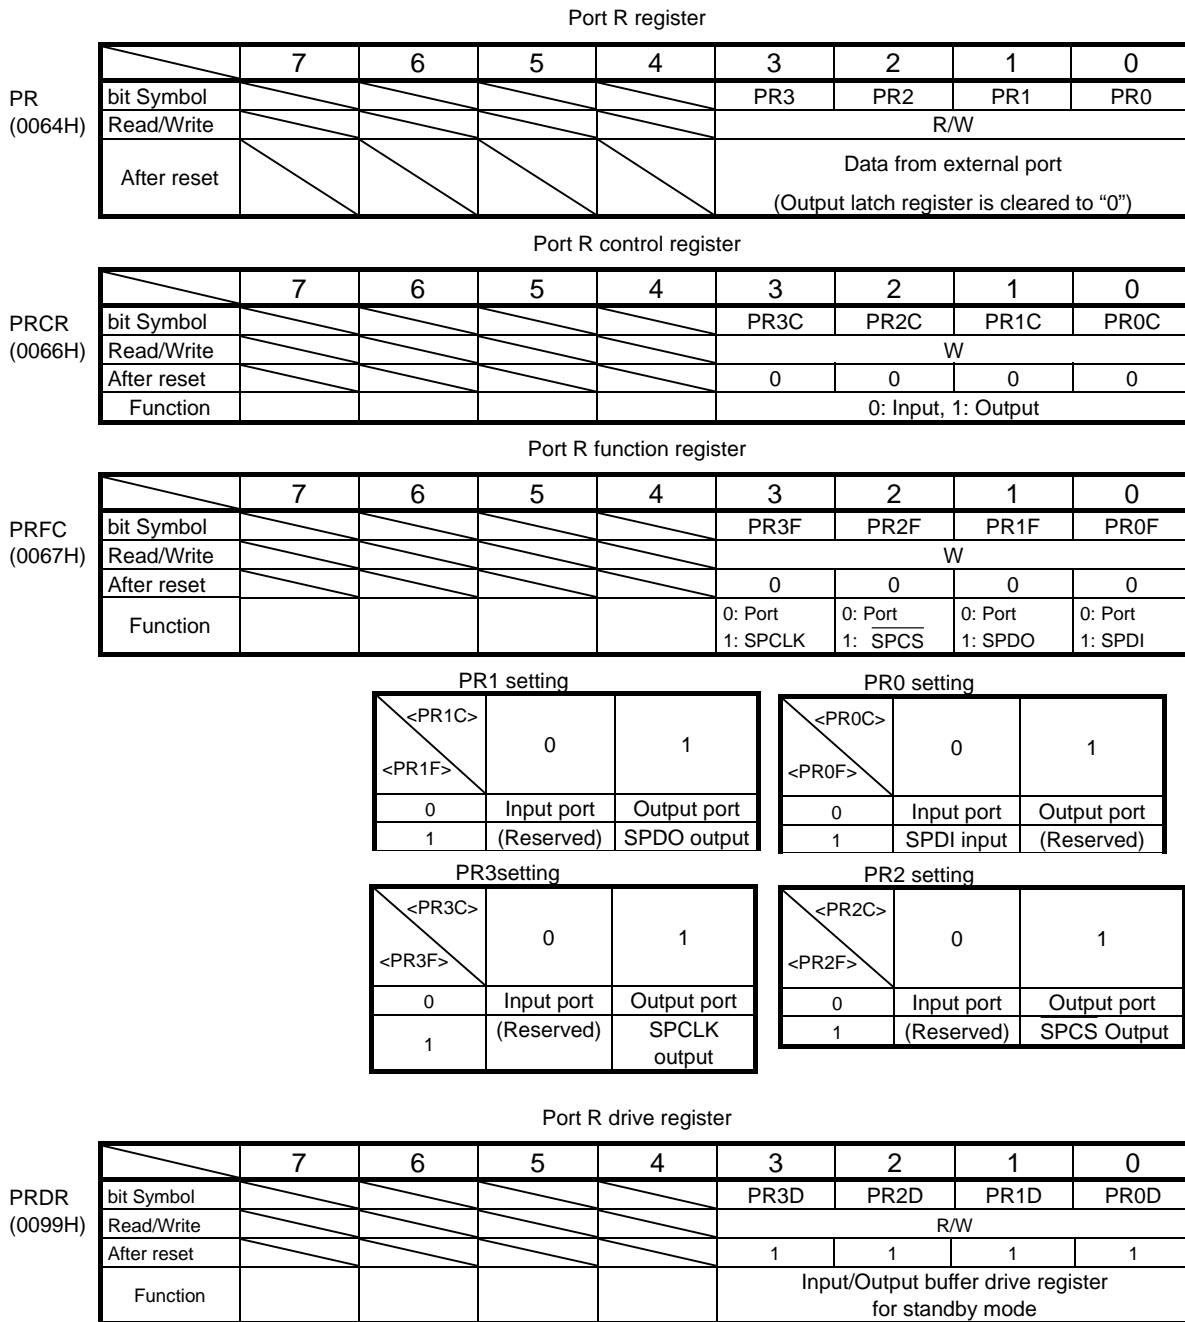 Port R register
7 6 5 4 3 2 1 0
PR (0064H)
bit Symbol PR3 PR2 PR1 PR0
Read/Write R/W
After reset Data from external port
(Output latch register is cleared to “0”)
Port R control register
7 6 5 4 3 2 1 0
PRCR (0066H)
bit Symbol PR3C PR2C PR1C PR0C
Read/Write W
After reset 0 0 0 0
Function 0: Input, 1: Output
Port R function register
7 6 5 4 3 2 1 0
PRFC (0067H)
bit Symbol PR3F PR2F PR1F PR0F
Read/Write W
After reset 0 0 0 0
Function 0: Port 0: Port 0: Port 0: Port
1: SPCLK 1: SPCS 1: SPDO 1: SPDI
PR1 setting
<PR1C> 0 1
<PR1F>
0 Input port Output port
1 (Reserved) SPDO output
PR0 setting
<PR0C> 0 1
<PR0F>
0 Input port Output port
1 SPDI input (Reserved)
PR3setting
<PR3C> 0 1
<PR3F>
0 Input port Output port
1 (Reserved) SPCLK
output
PR2 setting
<PR2C> 0 1
<PR2F>
0 Input port Output port
1 (Reserved) SPCS Output
Port R drive register
7 6 5 4 3 2 1 0
PRDR (0099H)
bit Symbol PR3D PR2D PR1D PR0D
Read/Write R/W
After reset 1 1 1 1
Function Input/Output buffer drive register
for standby mode